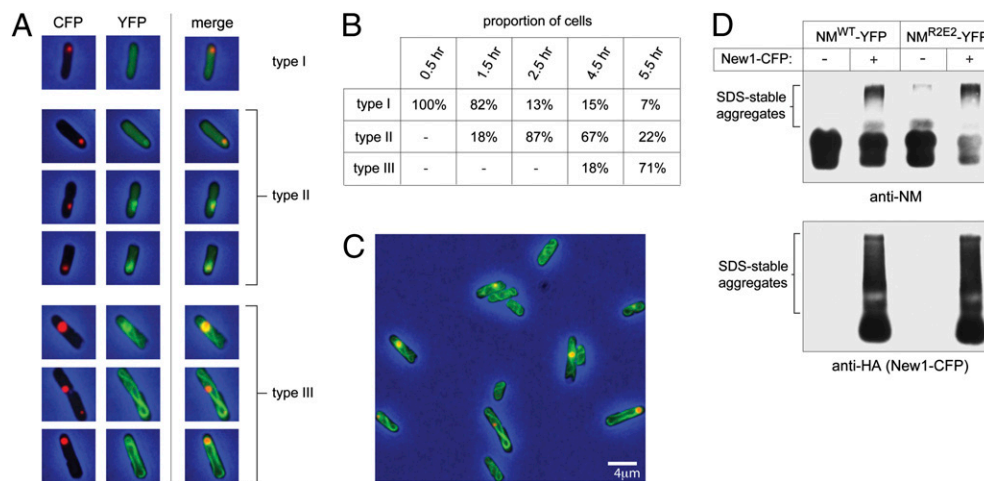 A
CFP YFP merge
type I
type II
type III
B
proportion of cells
0.5 hr 1.5 hr 2.5 hr 4.5 hr 5.5 hr
type I 100% 82% 13% 15% 7%
type II - 18% 87% 67% 22%
type III - - - 18% 71%
C
4μm
D
NMWT-YFP NMR2E2-YFP
New1-CFP: - + - +
SDS-stable
aggregates
anti-NM
SDS-stable
aggregates
anti-HA (New1-CFP)